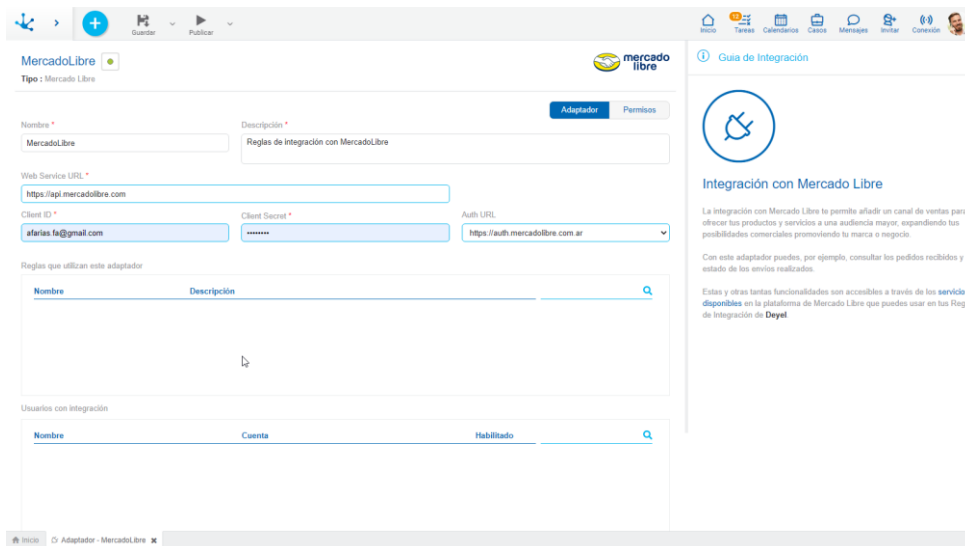 Guardar
Publicar
Inicio
12
Tareas
Calendarios
Casos
Mensajes
Invitar
Conexión
MercadoLibre
Tipo : Mercado Libre
mercado
libre
Adaptador
Permisos
Nombre *
Descripción *
MercadoLibre
Reglas de integración con MercadoLibre
Web Service URL *
https://api.mercadolibre.com
Client ID *
Client Secret *
Auth URL
afarias.fa@gmail.com
••••••••
https://auth.mercadolibre.com.ar
Reglas que utilizan este adaptador
Nombre
Descripción
Usuarios con integración
Nombre
Cuenta
Habilitado
Guia de Integración
Integración con Mercado Libre
La integración con Mercado Libre te permite añadir un canal de ventas para
ofrecer tus productos y servicios a una audiencia mayor, expandiendo tus
posibilidades comerciales promoviendo tu marca o negocio.
Con este adaptador puedes, por ejemplo, consultar los pedidos recibidos y
estado de los envíos realizados.
Estas y otras tantas funcionalidades son accesibles a través de los servicio
disponibles en la plataforma de Mercado Libre que puedes usar en tus Reg
de Integración de Deyel.
Inicio
Adaptador - MercadoLibre